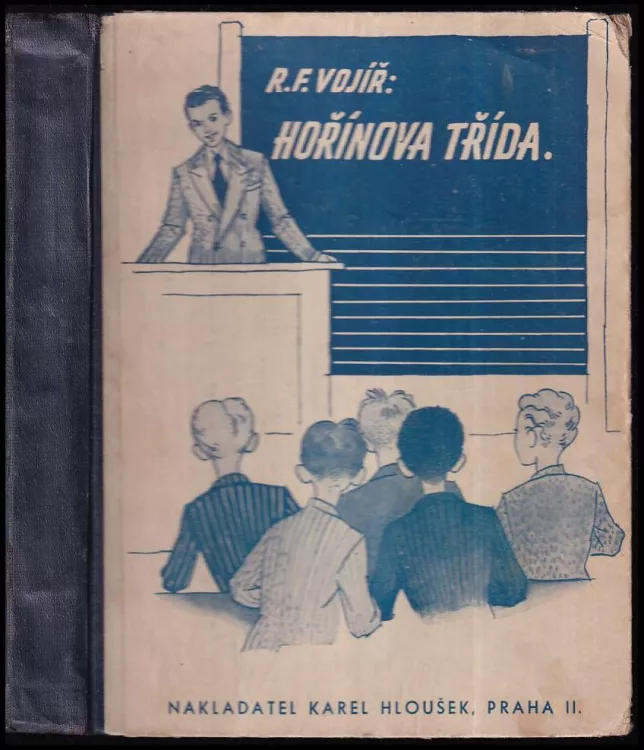 R.F. VOJÍŘ:
HOŘÍNOVA TŘÍDA.
NAKLADATEL KAREL HLOUŠEK, PRAHA II.